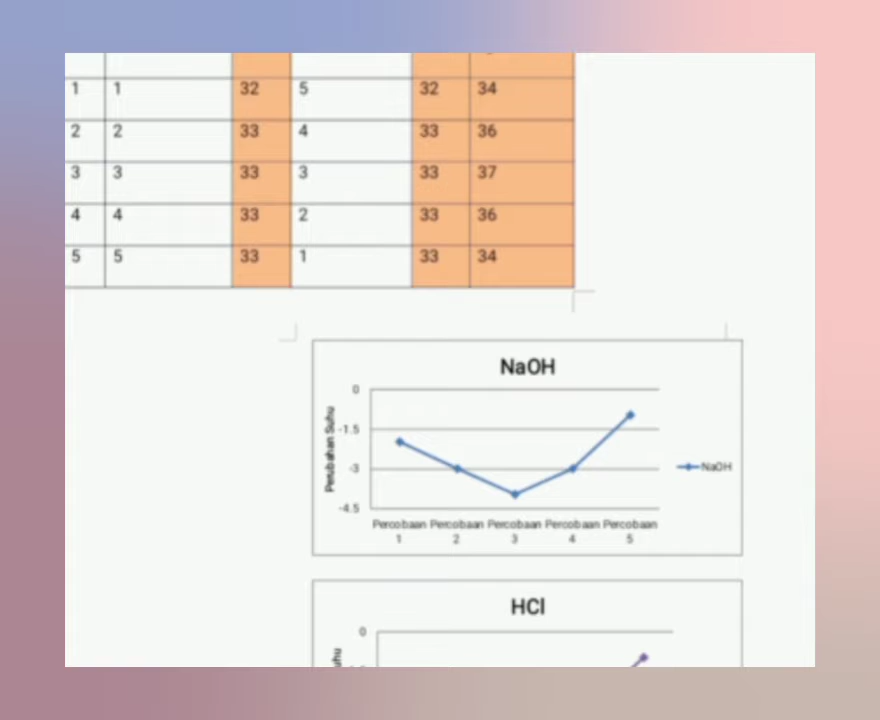 1 1 32 5 32 34
2 2 33 4 33 36
3 3 33 3 33 37
4 4 33 2 33 36
5 5 33 1 33 34
NaOH
0
-1.5
-3
-4.5
Perubahan Suhu
Percobaan Percobaan Percobaan Percobaan Percobaan
1 2 3 4 5
NaOH
HCl
0